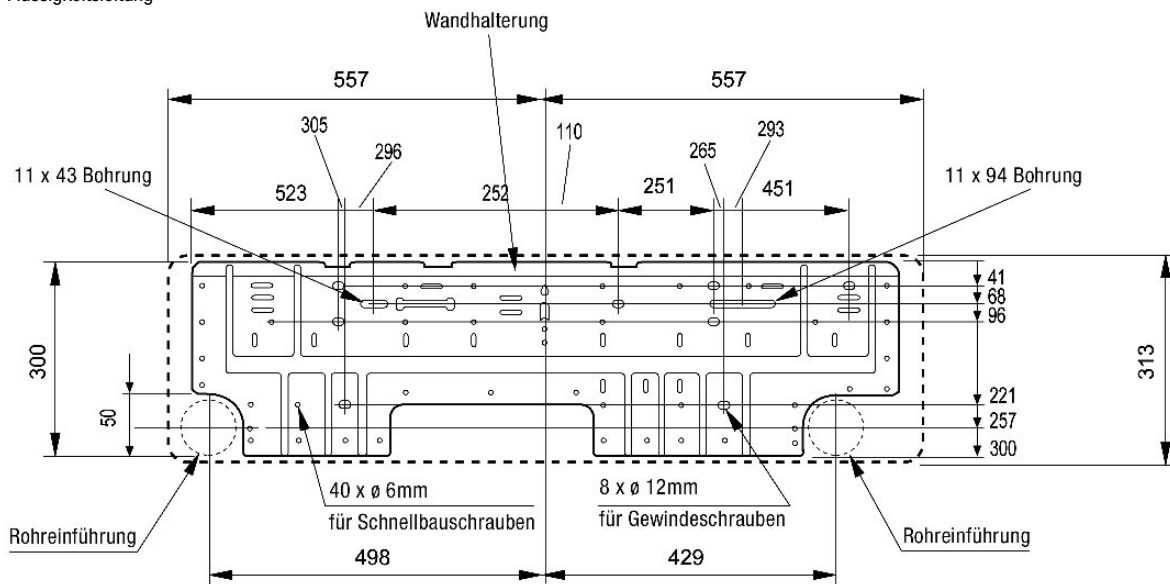 Wandhalterung
557
557
305
296
110
265
293
11 x 43 Bohrung
523
252
251
451
11 x 94 Bohrung
300
50
41
68
96
221
257
300
313
40 x ø 6mm
für Schnellbauschrauben
8 x ø 12mm
für Gewindeschrauben
Rohreinführung
Rohreinführung
498
429